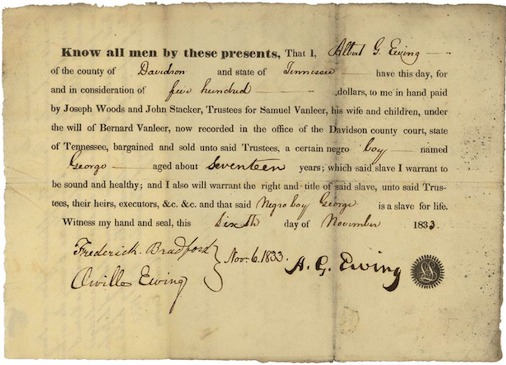 Know all men by these presents, That I, Albert G. Ewing
of the county of Davidson and state of Tennessee have this day, for
and in consideration of five hundred dollars, to me in hand paid
by Joseph Woods and John Stacker, Trustees for Samuel Vanleer, his wife and children, under
the will of Bernard Vanleer, now recorded in the office of the Davidson county court, state
of Tennessee, bargained and sold unto said Trustees, a certain negro boy named
George aged about Seventeen years; which said slave I warrant to
be sound and healthy; and I also will warrant the right and title of said slave, unto said Trus-
tees, their heirs, executors, &c. &c. and that said Negro boy George is a slave for life.
Witness my hand and seal, this Sixth day of November 1833
Frederick Bradford
Orville Ewing
Nov. 6. 1833.
A. G. Ewing